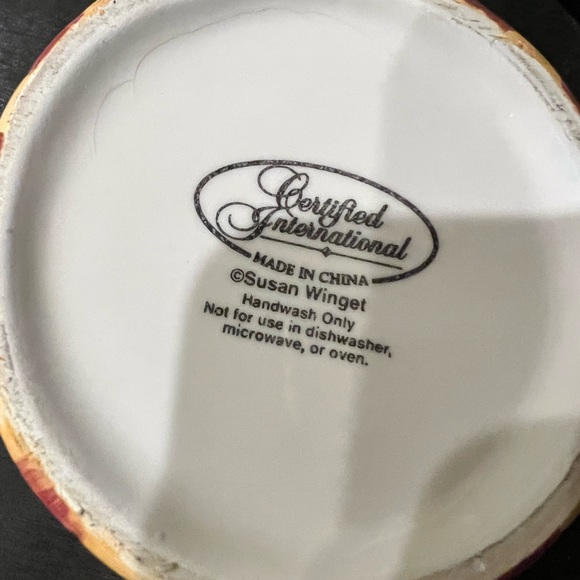 Certified
International
MADE IN CHINA
©Susan Winget
Handwash Only
Not for use in dishwasher,
microwave, or oven.